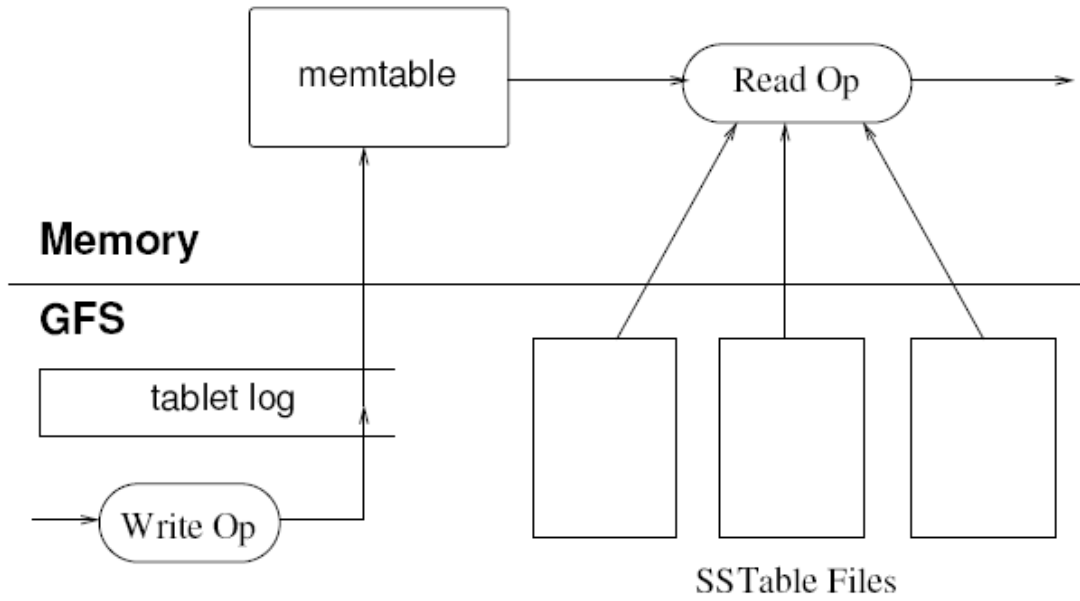 memtable
Read Op
Memory
GFS
tablet log
Write Op
SSTable Files